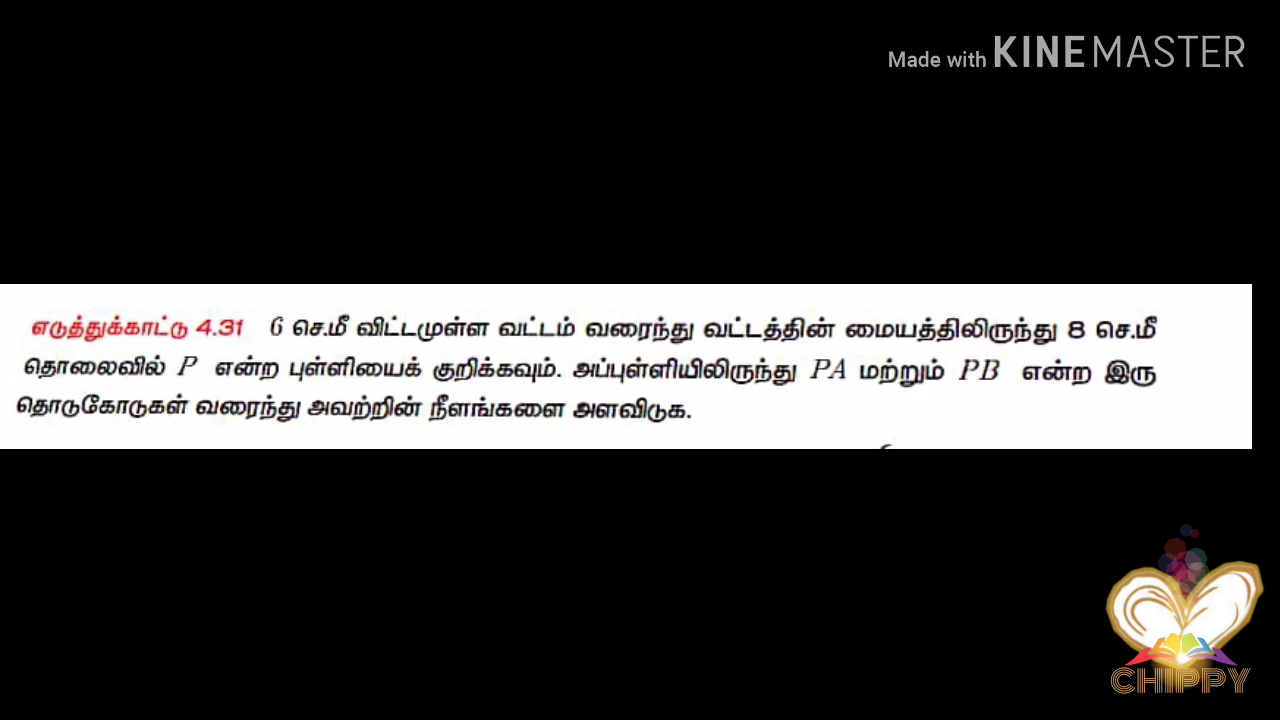 Made with KINEMASTER
எடுத்துக்காட்டு 4.31 6 செ.மீ விட்டமுள்ள வட்டம் வரைந்து வட்டத்தின் மையத்திலிருந்து 8 செ.மீ
தொலைவில் P என்ற புள்ளியைக் குறிக்கவும். அப்புள்ளியிலிருந்து PA மற்றும் PB என்ற இரு
தொடுகோடுகள் வரைந்து அவற்றின் நீளங்களை அளவிடுக.
CHIPPY